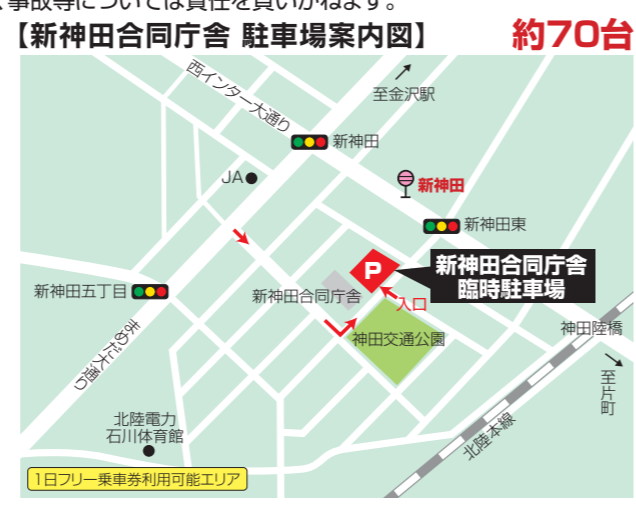 事故等については責任を負いかねます。
【新神田合同庁舎 駐車場案内図】 約70台
西インター大通り
至金沢駅
新神田
JA
新神田
新神田東
P
新神田合同庁舎
臨時駐車場
新神田五丁目
新神田合同庁舎
入口
神田交通公園
神田陸橋
まめだ大通り
至片町
北陸電力
石川体育館
北陸本線
1日フリー乗車券利用可能エリア